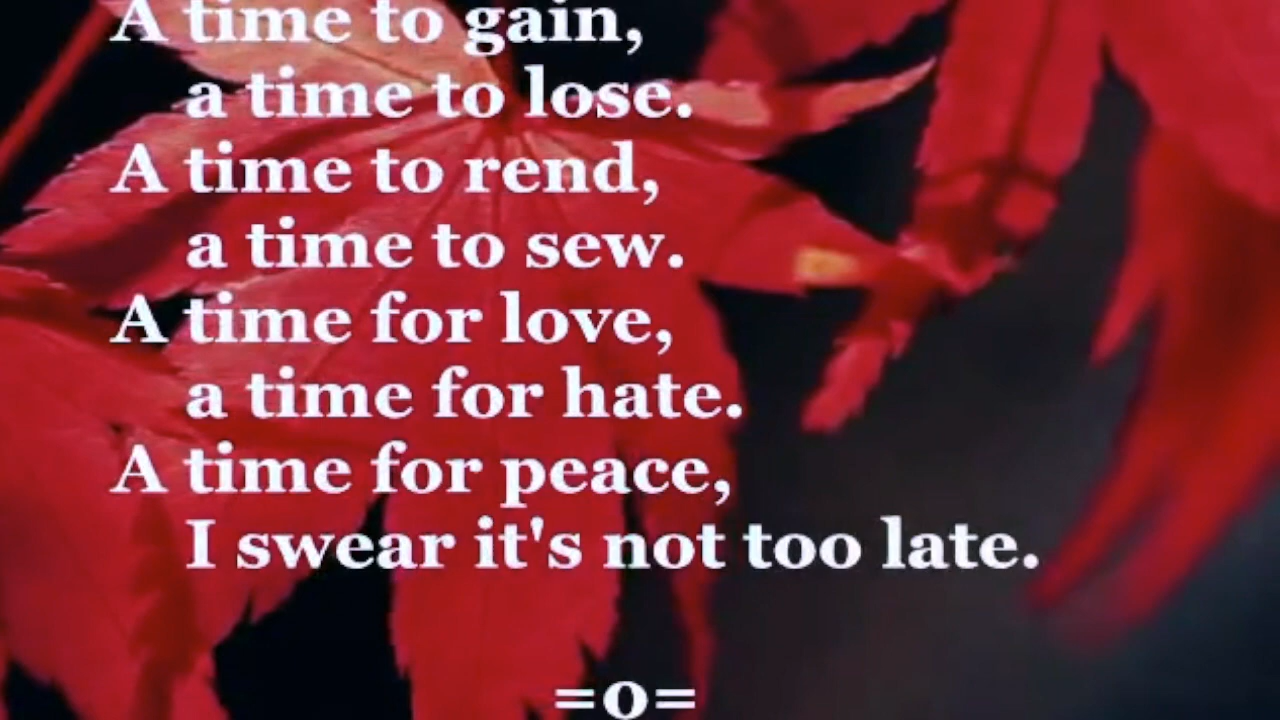 A time to gain,
a time to lose.
A time to rend,
a time to sew.
A time for love,
a time for hate.
A time for peace,
I swear it's not too late.
=o=